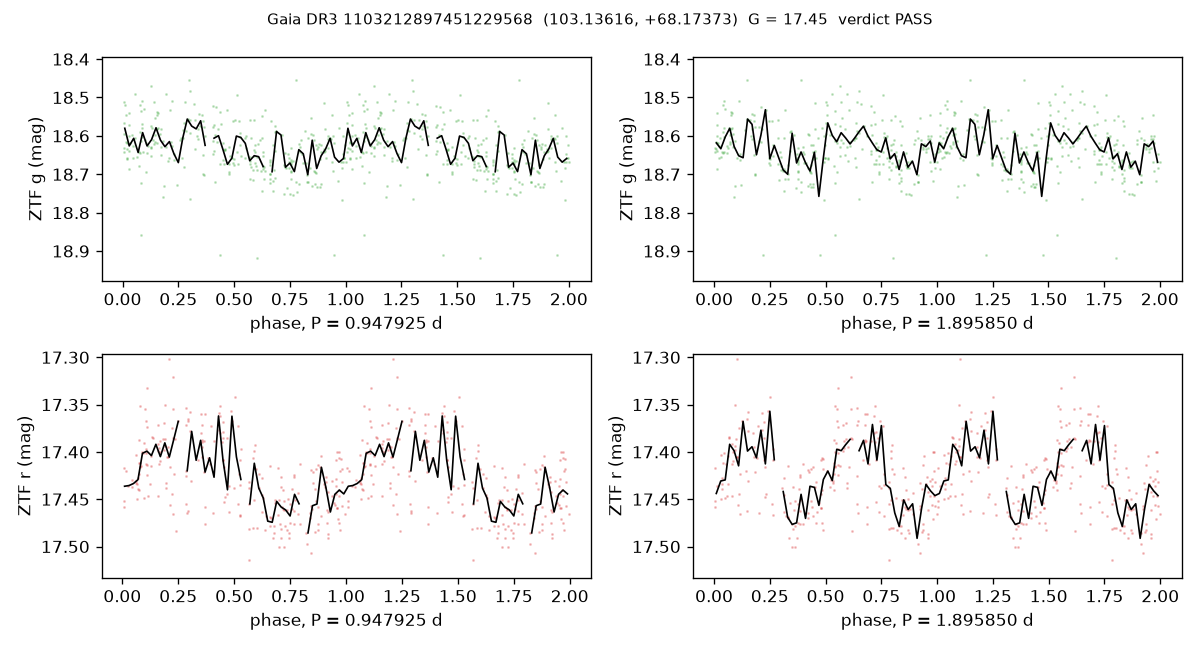 Gaia DR3 1103212897451229568 (103.13616, +68.17373) G = 17.45 verdict PASS
18.4
18.5
18.6
18.7
18.8
18.9
ZTF g (mag)
0.00 0.25 0.50 0.75 1.00 1.25 1.50 1.75 2.00
phase, P = 0.947925 d
18.4
18.5
18.6
18.7
18.8
18.9
ZTF g (mag)
0.00 0.25 0.50 0.75 1.00 1.25 1.50 1.75 2.00
phase, P = 1.895850 d
17.30
17.35
17.40
17.45
17.50
ZTF r (mag)
0.00 0.25 0.50 0.75 1.00 1.25 1.50 1.75 2.00
phase, P = 0.947925 d
17.30
17.35
17.40
17.45
17.50
ZTF r (mag)
0.00 0.25 0.50 0.75 1.00 1.25 1.50 1.75 2.00
phase, P = 1.895850 d